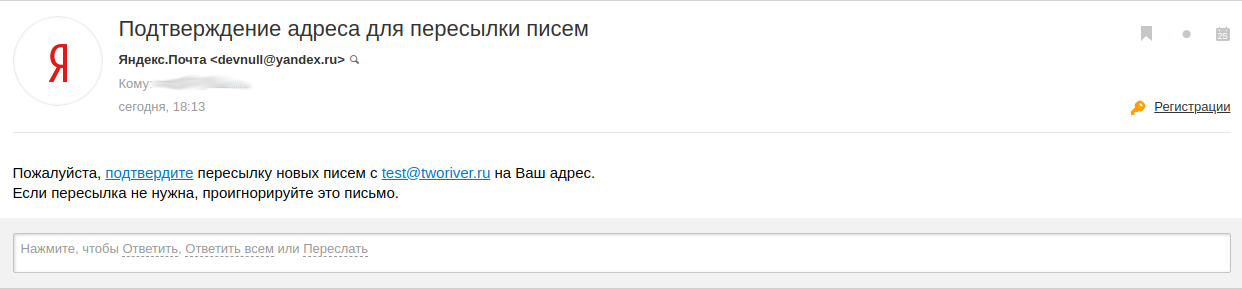 Я
Подтверждение адреса для пересылки писем
Яндекс.Почта <devnull@yandex.ru>
Кому:
сегодня, 18:13
25
Регистрации
Пожалуйста, подтвердите пересылку новых писем с test@tworiver.ru на Ваш адрес.
Если пересылка не нужна, проигнорируйте это письмо.
Нажмите, чтобы Ответить, Ответить всем или Переслать